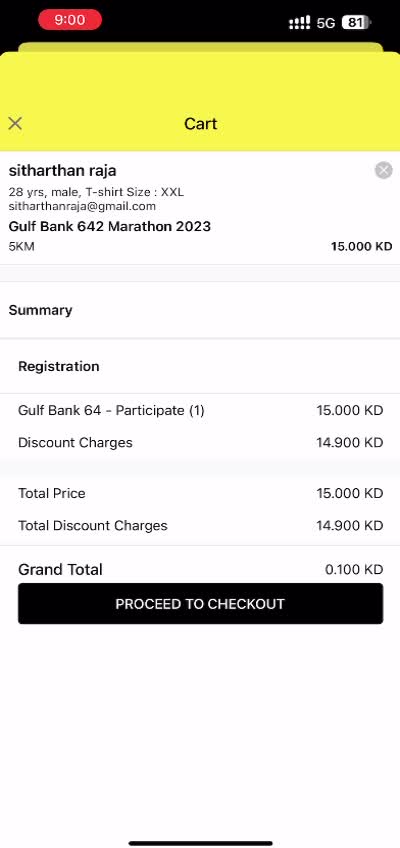 9:00
5G 81
Cart
sitharthan raja
28 yrs, male, T-shirt Size : XXL
sitharthanraja@gmail.com
Gulf Bank 642 Marathon 2023
5KM 15.000 KD
Summary
Registration
Gulf Bank 64 - Participate (1) 15.000 KD
Discount Charges 14.900 KD
Total Price 15.000 KD
Total Discount Charges 14.900 KD
Grand Total 0.100 KD
PROCEED TO CHECKOUT